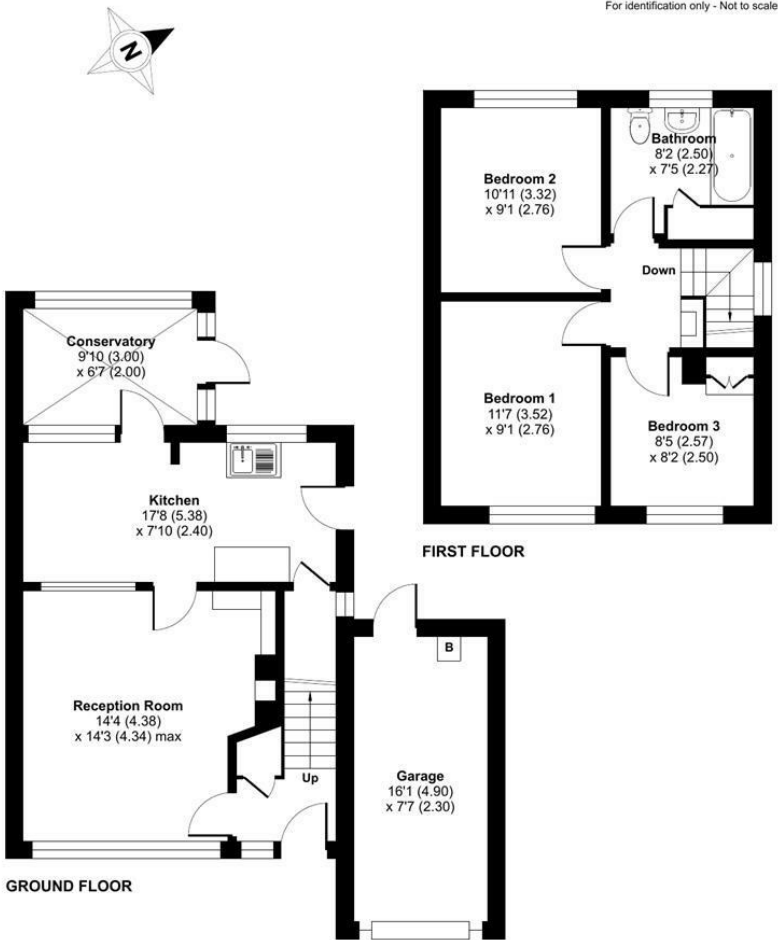 For identification only - Not to scale
N
Bathroom
8'2 (2.50)
x 7'5 (2.27)
Bedroom 2
10'11 (3.32)
x 9'1 (2.76)
Down
Conservatory
9'10 (3.00)
x 6'7 (2.00)
Bedroom 1
11'7 (3.52)
x 9'1 (2.76)
Bedroom 3
8'5 (2.57)
x 8'2 (2.50)
Kitchen
17'8 (5.38)
x 7'10 (2.40)
FIRST FLOOR
B
Reception Room
14'4 (4.38)
x 14'3 (4.34) max
Up
Garage
16'1 (4.90)
x 7'7 (2.30)
GROUND FLOOR